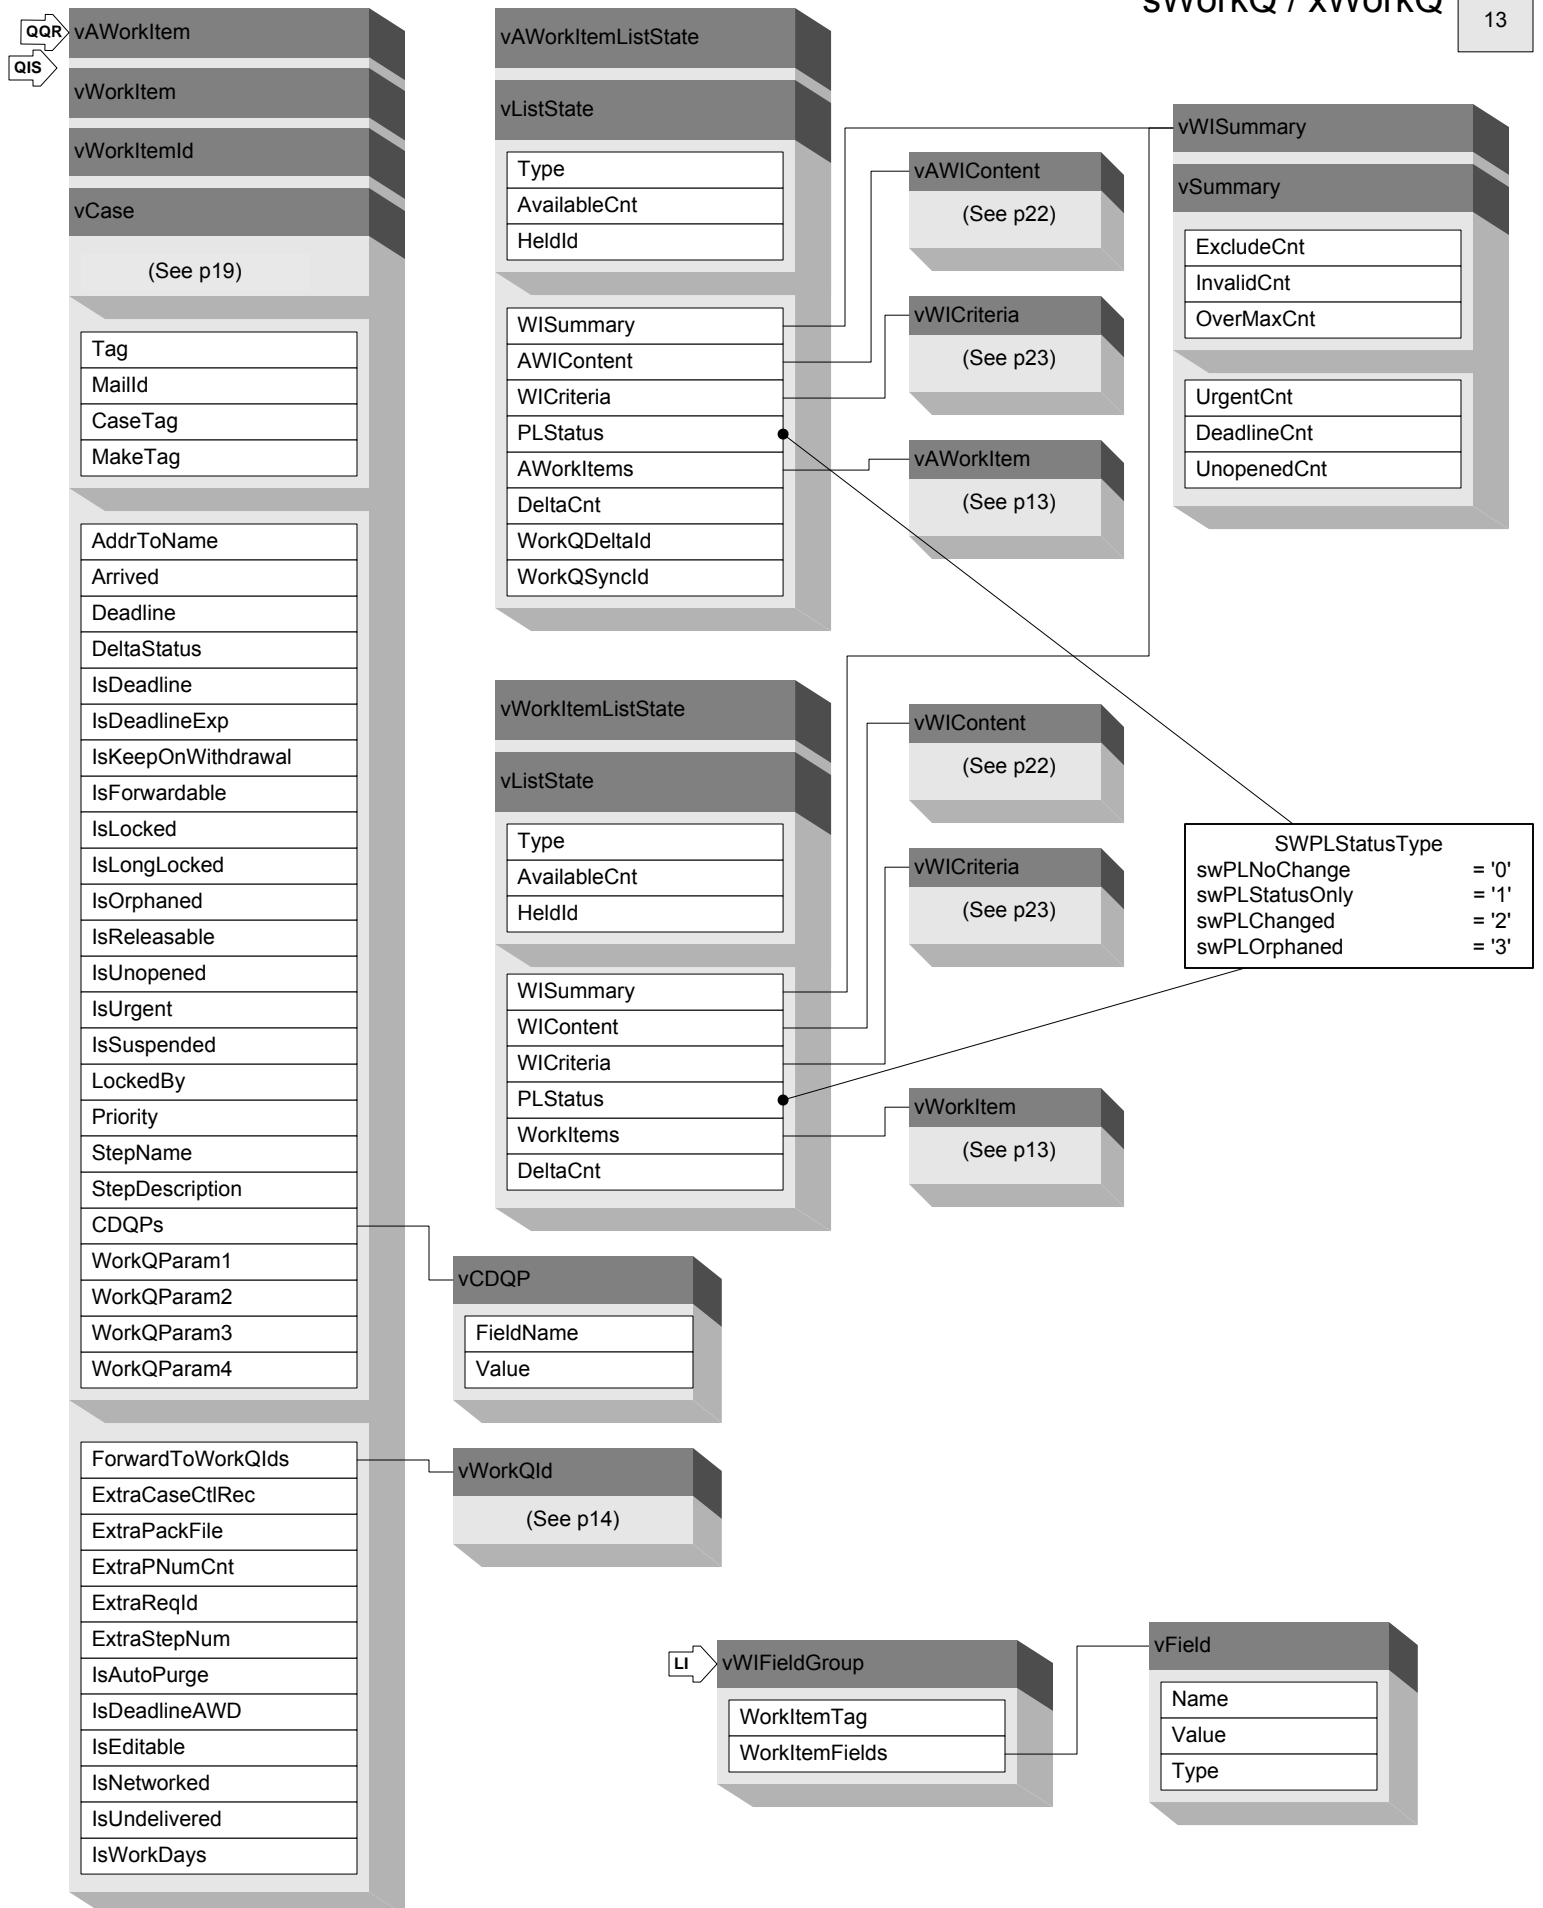 sWorkQ / xWorkQ
13
QQR
QIS
vAWorkItem
vWorkItem
vWorkItemId
vCase
(See p19)
Tag
MailId
CaseTag
MakeTag
AddrToName
Arrived
Deadline
DeltaStatus
IsDeadline
IsDeadlineExp
IsKeepOnWithdrawal
IsForwardable
IsLocked
IsLongLocked
IsOrphaned
IsReleasable
IsUnopened
IsUrgent
IsSuspended
LockedBy
Priority
StepName
StepDescription
CDQPs
WorkQParam1
WorkQParam2
WorkQParam3
WorkQParam4
ForwardToWorkQIds
ExtraCaseCtlRec
ExtraPackFile
ExtraPNumCnt
ExtraReqId
ExtraStepNum
IsAutoPurge
IsDeadlineAWD
IsEditable
IsNetworked
IsUndelivered
IsWorkDays
vAWorkItemListState
vListState
Type
AvailableCnt
HeldId
WISummary
AWIContent
WICriteria
PLStatus
AWorkItems
DeltaCnt
WorkQDeltaId
WorkQSyncId
vAWIContent
(See p22)
vWICriteria
(See p23)
vAWorkItem
(See p13)
vWISummary
vSummary
ExcludeCnt
InvalidCnt
OverMaxCnt
UrgentCnt
DeadlineCnt
UnopenedCnt
vWorkItemListState
vListState
Type
AvailableCnt
HeldId
WISummary
WIContent
WICriteria
PLStatus
WorkItems
DeltaCnt
vWIContent
(See p22)
vWICriteria
(See p23)
vWorkItem
(See p13)
SWPLStatusType
swPLNoChange = '0'
swPLStatusOnly = '1'
swPLChanged = '2'
swPLOrphaned = '3'
vCDQP
FieldName
Value
vWorkQId
(See p14)
LI
vWIFieldGroup
WorkItemTag
WorkItemFields
vField
Name
Value
Type